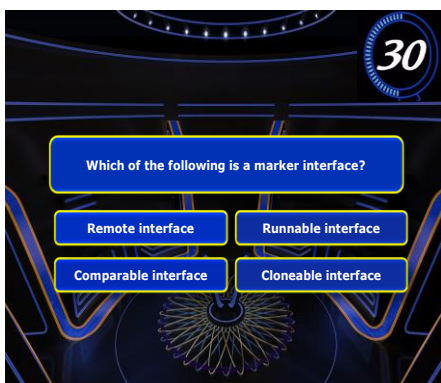 30
Which of the following is a marker interface?
Remote interface
Runnable interface
Comparable interface
Cloneable interface